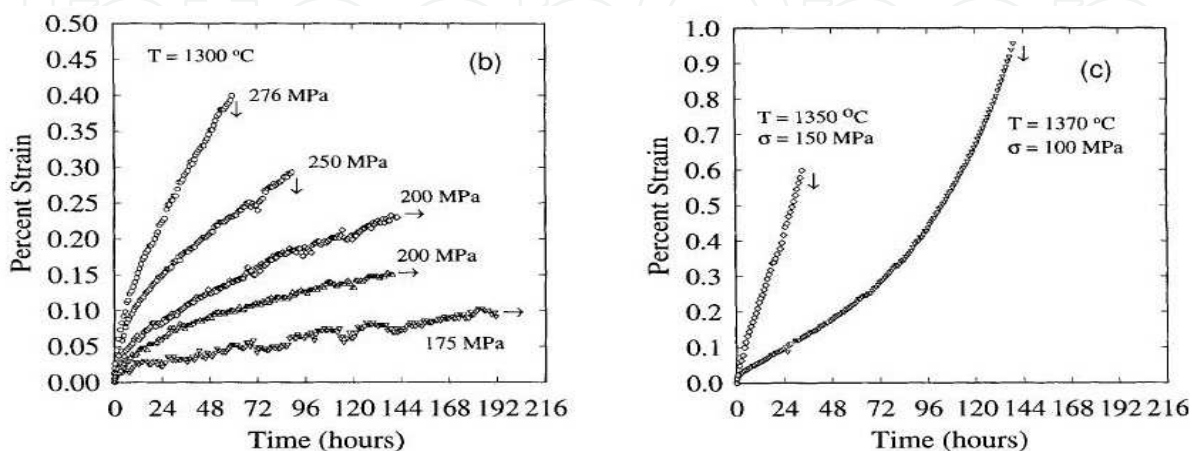 0.50
0.45
0.40
0.35
0.30
0.25
0.20
0.15
0.10
0.05
0.00
Percent Strain
T = 1300 °C
(b)
276 MPa
↓
250 MPa
↓
200 MPa
→
200 MPa
→
→
175 MPa
0 24 48 72 96 120 144 168 192 216
Time (hours)
1.0
0.9
0.8
0.7
0.6
0.5
0.4
0.3
0.2
0.1
0.0
Percent Strain
(c)
↓
T = 1350 °C
σ = 150 MPa
↓
T = 1370 °C
σ = 100 MPa
0 24 48 72 96 120 144 168 192 216
Time (hours)